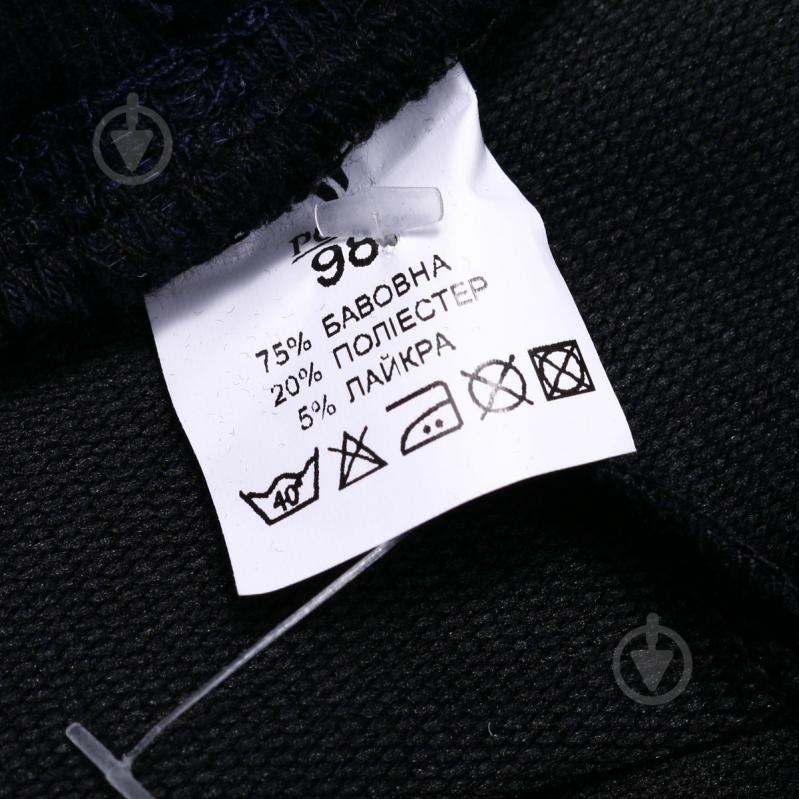 98
75% БАВОВНА
20% ПОЛІЕСТЕР
5% ЛАЙКРА
40°